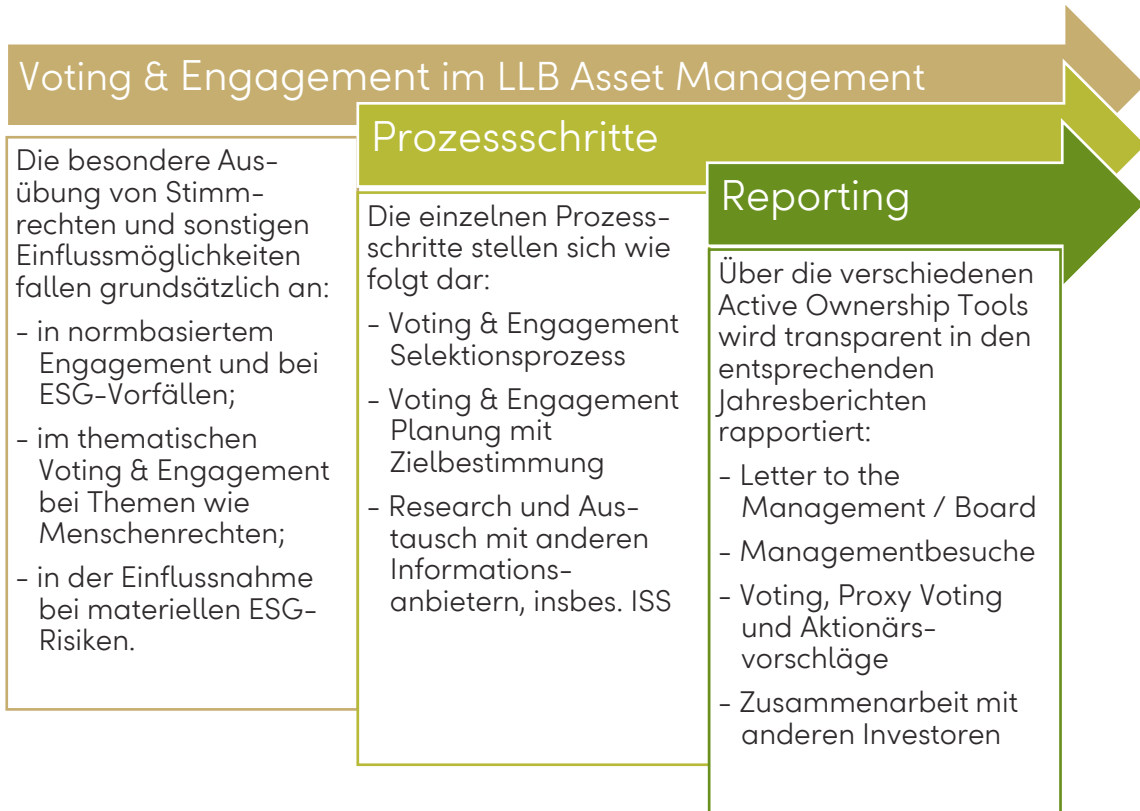 Voting & Engagement im LLB Asset Management
Die besondere Aus-
übung von Stimm-
rechten und sonstigen
Einflussmöglichkeiten
fallen grundsätzlich an:
- in normbasiertem
Engagement und bei
ESG-Vorfällen;
- im thematischen
Voting & Engagement
bei Themen wie
Menschenrechten;
- in der Einflussnahme
bei materiellen ESG-
Risiken.
Prozessschritte
Die einzelnen Prozess-
schritte stellen sich wie
folgt dar:
- Voting & Engagement
Selektionsprozess
- Voting & Engagement
Planung mit
Zielbestimmung
- Research und Aus-
tausch mit anderen
Informations-
anbietern, insbes. ISS
Reporting
Über die verschiedenen
Active Ownership Tools
wird transparent in den
entsprechenden
Jahresberichten
rapportiert:
- Letter to the
Management / Board
- Managementbesuche
- Voting, Proxy Voting
und Aktionärs-
vorschläge
- Zusammenarbeit mit
anderen Investoren